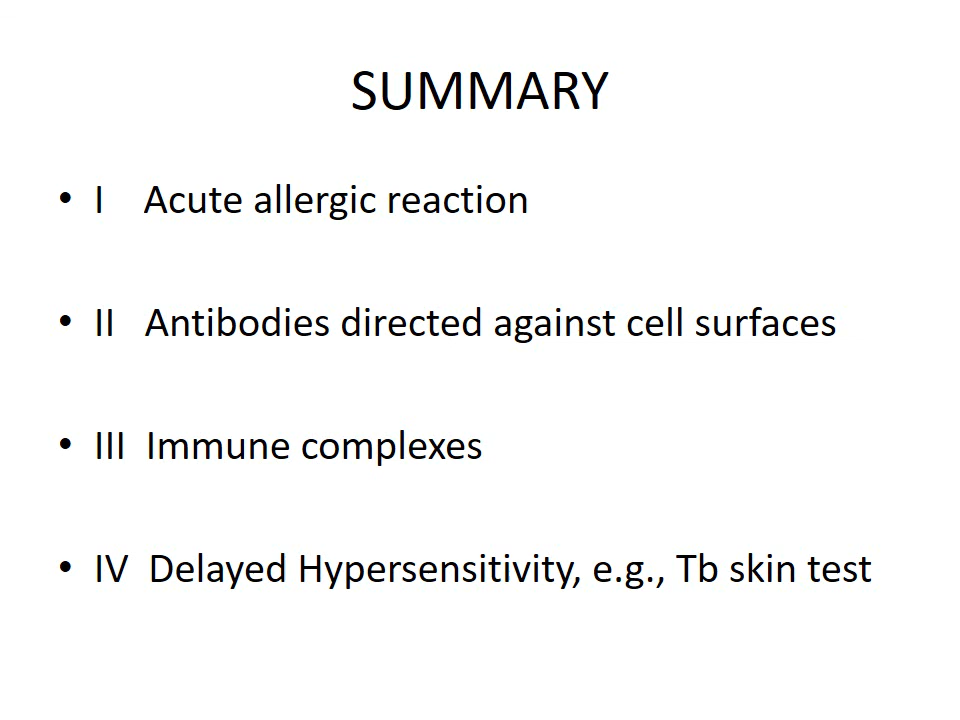 SUMMARY
• I Acute allergic reaction
• II Antibodies directed against cell surfaces
• III Immune complexes
• IV Delayed Hypersensitivity, e.g., Tb skin test